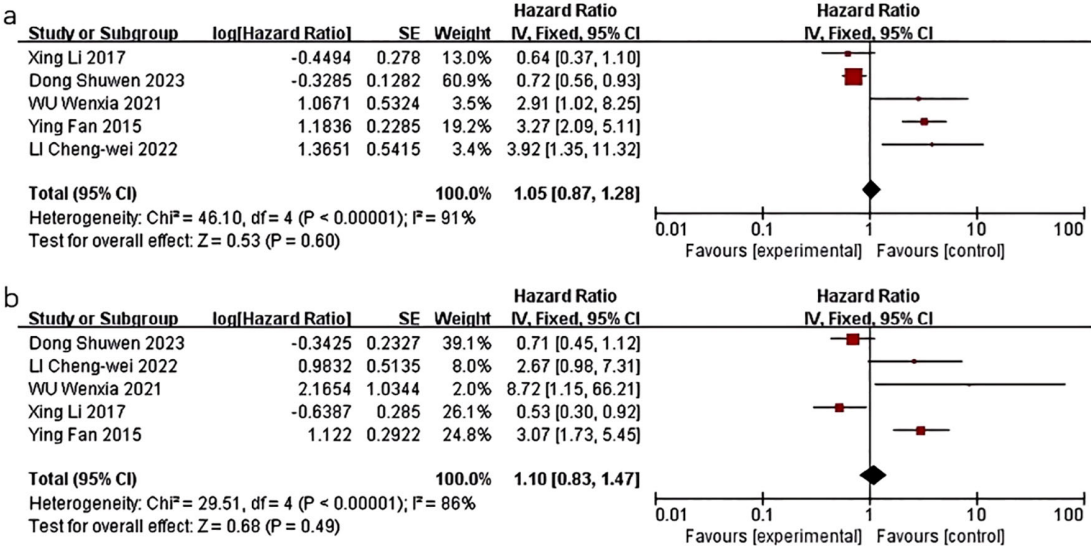 a
Hazard Ratio Hazard Ratio
Study or Subgroup log[Hazard Ratio] SE Weight IV, Fixed, 95% CI IV, Fixed, 95% CI
Xing Li 2017 -0.4494 0.278 13.0% 0.64 [0.37, 1.10]
Dong Shuwen 2023 -0.3285 0.1282 60.9% 0.72 [0.56, 0.93]
WU Wenxia 2021 1.0671 0.5324 3.5% 2.91 [1.02, 8.25]
Ying Fan 2015 1.1836 0.2285 19.2% 3.27 [2.09, 5.11]
LI Cheng-wei 2022 1.3651 0.5415 3.4% 3.92 [1.35, 11.32]
Total (95% CI) 100.0% 1.05 [0.87, 1.28]
Heterogeneity: Chi² = 46.10, df = 4 (P < 0.00001); I² = 91%
Test for overall effect: Z = 0.53 (P = 0.60)
0.01 0.1 1 10 100
Favours [experimental] Favours [control]
b
Hazard Ratio Hazard Ratio
Study or Subgroup log[Hazard Ratio] SE Weight IV, Fixed, 95% CI IV, Fixed, 95% CI
Dong Shuwen 2023 -0.3425 0.2327 39.1% 0.71 [0.45, 1.12]
LI Cheng-wei 2022 0.9832 0.5135 8.0% 2.67 [0.98, 7.31]
WU Wenxia 2021 2.1654 1.0344 2.0% 8.72 [1.15, 66.21]
Xing Li 2017 -0.6387 0.285 26.1% 0.53 [0.30, 0.92]
Ying Fan 2015 1.122 0.2922 24.8% 3.07 [1.73, 5.45]
Total (95% CI) 100.0% 1.10 [0.83, 1.47]
Heterogeneity: Chi² = 29.51, df = 4 (P < 0.00001); I² = 86%
Test for overall effect: Z = 0.68 (P = 0.49)
0.01 0.1 1 10 100
Favours [experimental] Favours [control]